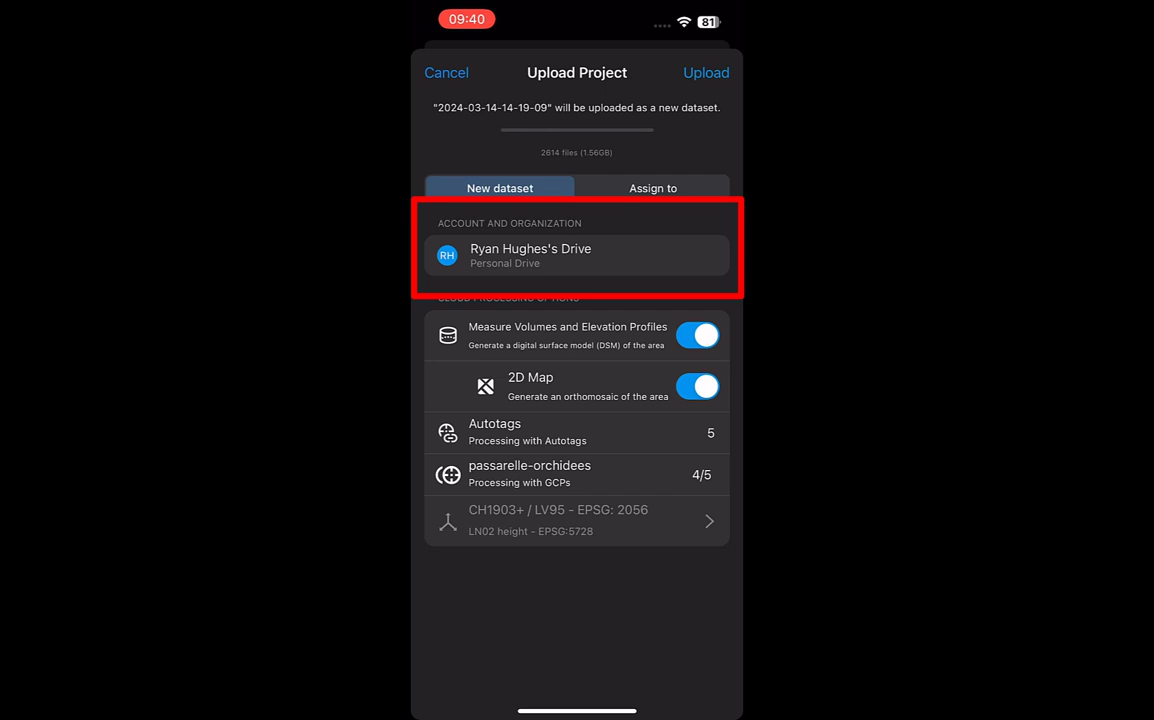 09:40
81
Cancel
Upload Project
Upload
"2024-03-14-14-19-09" will be uploaded as a new dataset.
2614 files (1.56GB)
New dataset
Assign to
ACCOUNT AND ORGANIZATION
RH
Ryan Hughes's Drive
Personal Drive
CLOUD PROCESSING OPTIONS
Measure Volumes and Elevation Profiles
Generate a digital surface model (DSM) of the area
2D Map
Generate an orthomosaic of the area
Autotags
Processing with Autotags
5
passarelle-orchidees
Processing with GCPs
4/5
CH1903+ / LV95 - EPSG: 2056
LN02 height - EPSG:5728